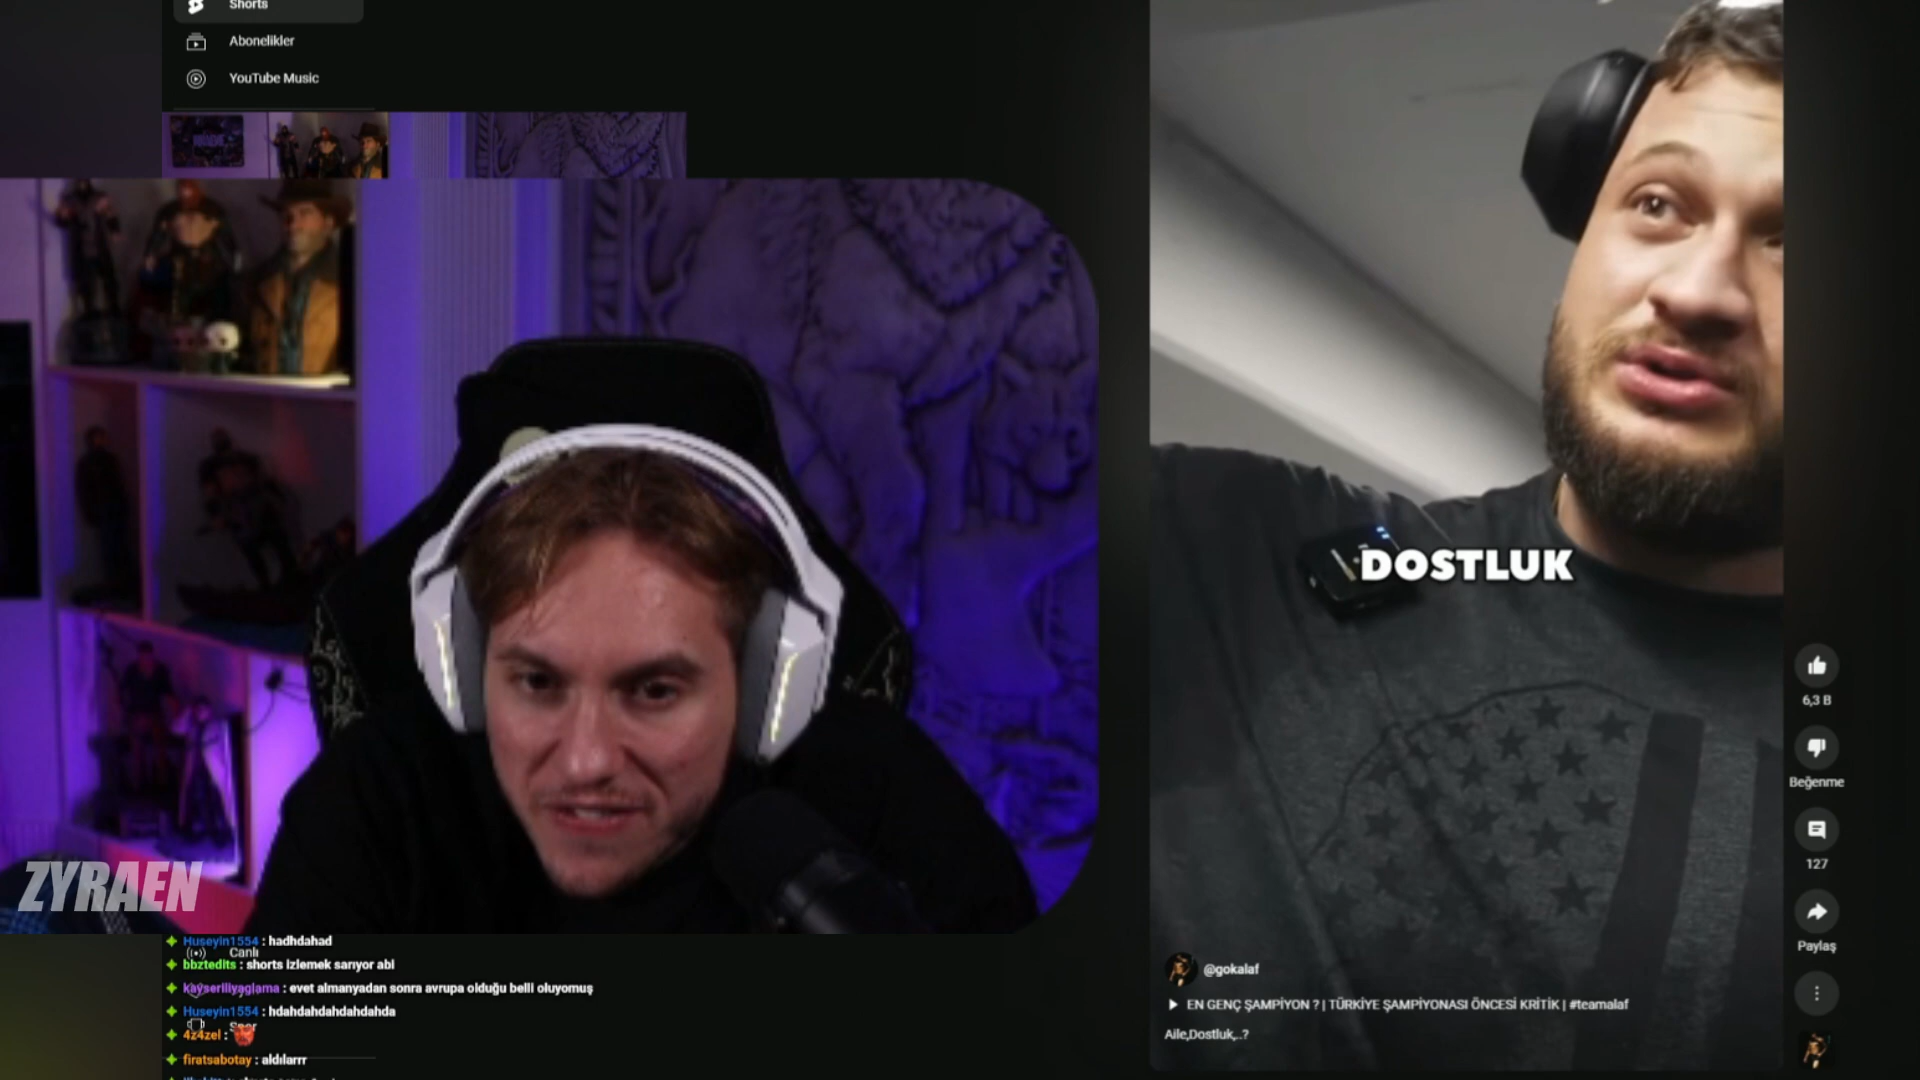 Shorts
Abonelikler
YouTube Music
DOSTLUK
6,3 B
Beğenme
127
Paylaş
ZYRAEN
Huseyin1554 : hadhdahad
Canlı
bbztedits : shorts izlemek sarıyor abi
kayseriliyaglama : evet almanyadan sonra avrupa olduğu belli oluyomuş
Huseyin1554 : hdahdahdahdahdahda
Spor
4z4zel :
firatsabotay : aldılarrr
@gokalaf
EN GENÇ ŞAMPİYON ? | TÜRKİYE ŞAMPİYONASI ÖNCESİ KRİTİK | #teamalaf
Aile,Dostluk,..?